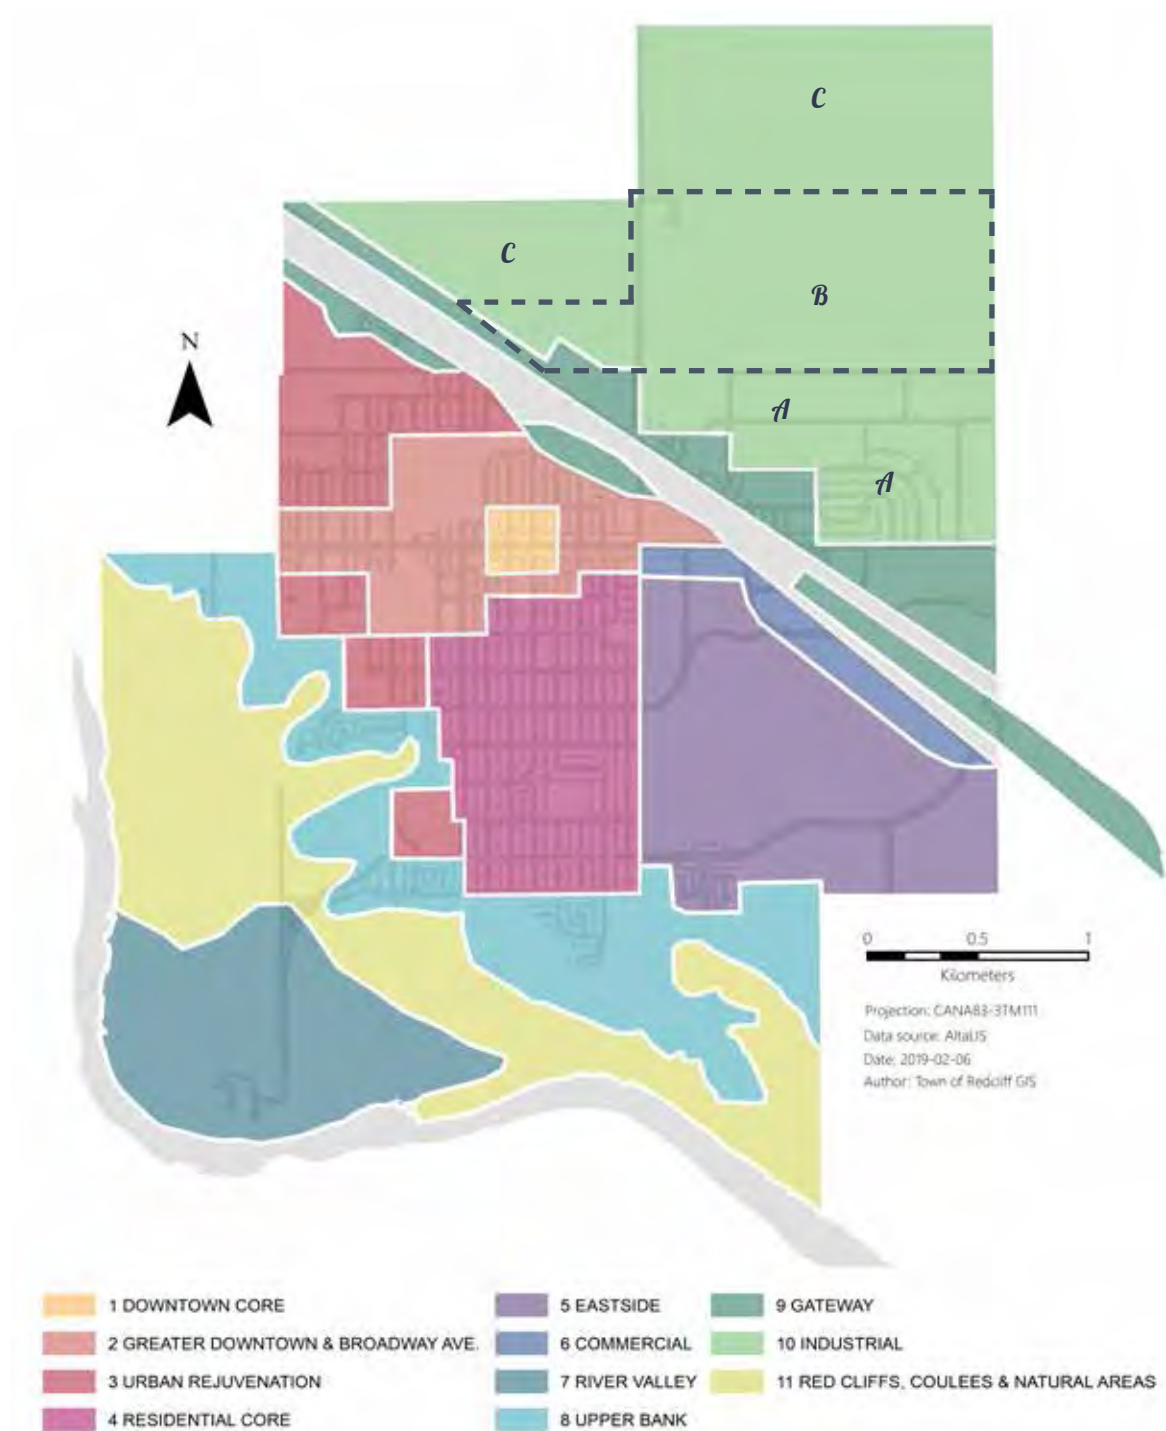 C
C
B
N
A
A
0 0.5 1
Kilometers
Projection: CANA83-3TM111
Data source: AltaLIS
Date: 2019-02-06
Author: Town of Redcliff GIS
1 DOWNTOWN CORE
2 GREATER DOWNTOWN & BROADWAY AVE.
3 URBAN REJUVENATION
4 RESIDENTIAL CORE
5 EASTSIDE
6 COMMERCIAL
7 RIVER VALLEY
8 UPPER BANK
9 GATEWAY
10 INDUSTRIAL
11 RED CLIFFS, COULEES & NATURAL AREAS